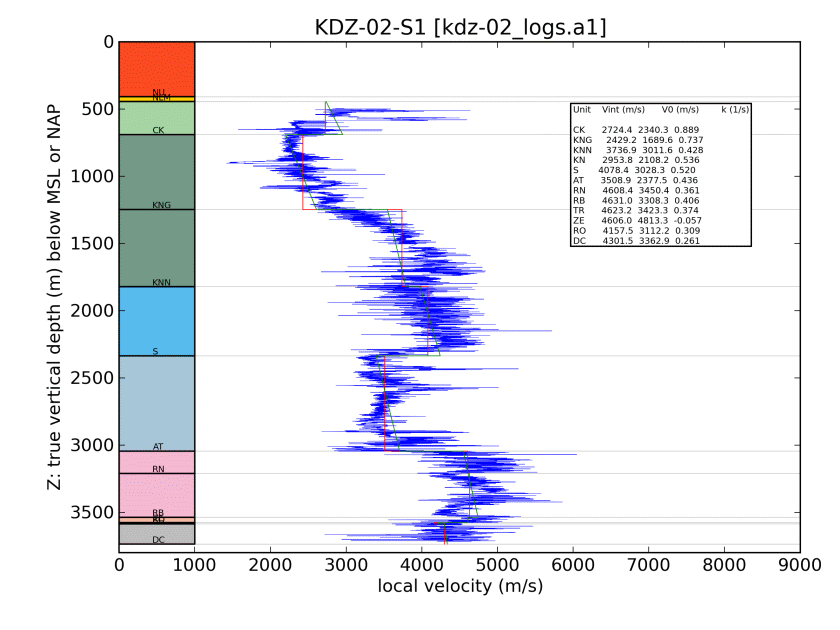 KDZ-02-S1 [kdz-02_logs.a1]
Z: true vertical depth (m) below MSL or NAP
0
500
1000
1500
2000
2500
3000
3500
NU
NLM
CK
KNG
KNN
S
AT
RN
RB
DC
Unit Vint (m/s) V0 (m/s) k (1/s)
CK 2724.4 2340.3 0.889
KNG 2429.2 1689.6 0.737
KNN 3736.9 3011.6 0.428
KN 2953.8 2108.2 0.536
S 4078.4 3028.3 0.520
AT 3508.9 2377.5 0.436
RN 4608.4 3450.4 0.361
RB 4631.0 3308.3 0.406
TR 4623.2 3423.3 0.374
ZE 4606.0 4813.3 -0.057
RO 4157.5 3112.2 0.309
DC 4301.5 3362.9 0.261
0 1000 2000 3000 4000 5000 6000 7000 8000 9000
local velocity (m/s)